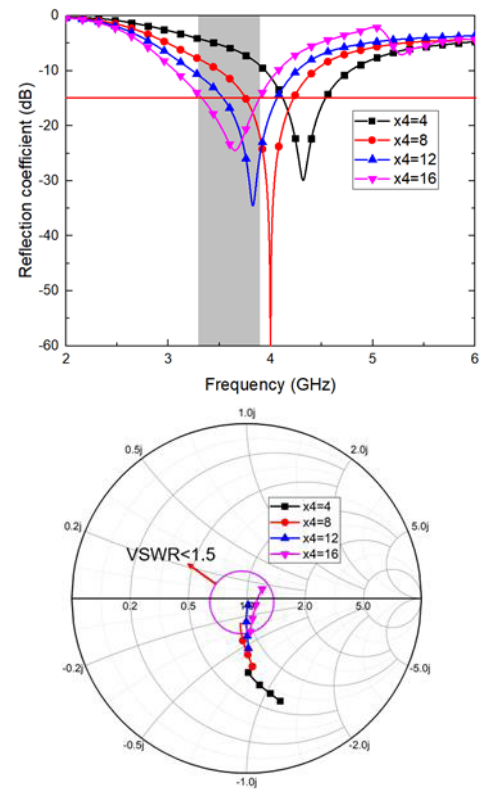 0
-10
-20
-30
-40
-50
-60
Reflection coefficient (dB)
x4=4
x4=8
x4=12
x4=16
2
3
4
5
6
Frequency (GHz)
1.0j
0.5j
2.0j
0.2j
5.0j
x4=4
x4=8
x4=12
x4=16
VSWR<1.5
0.2
0.5
2.0
5.0
-0.2j
-5.0j
-0.5j
-2.0j
-1.0j